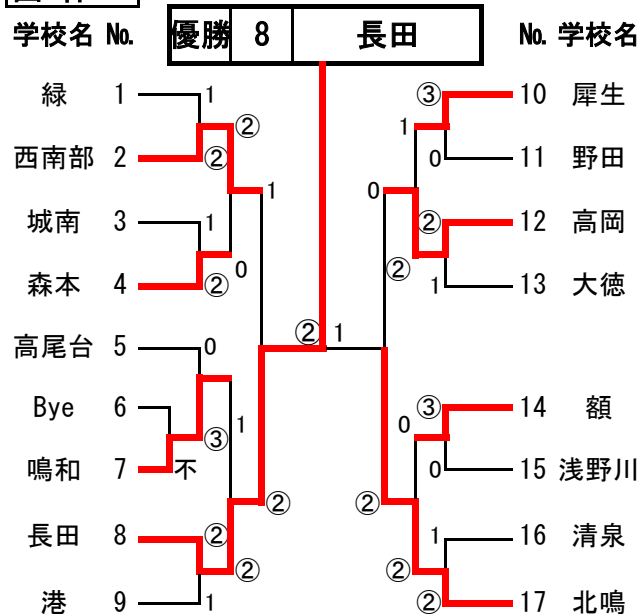 学校名 No. 優勝 8 長田 No. 学校名
緑 1 1 ③ 10 犀生
② 1
西南部 2 ② 0 11 野田
1 0
城南 3 1 ② 12 高岡
0 ②
森本 4 ② 1 13 大徳
② 1
高尾台 5 0
Bye 6 ③ 14 額
1 0
③
鳴和 7 不 0 15 浅野川
② ②
長田 8 ② 1 16 清泉
② ②
港 9 1 ② 17 北鳴